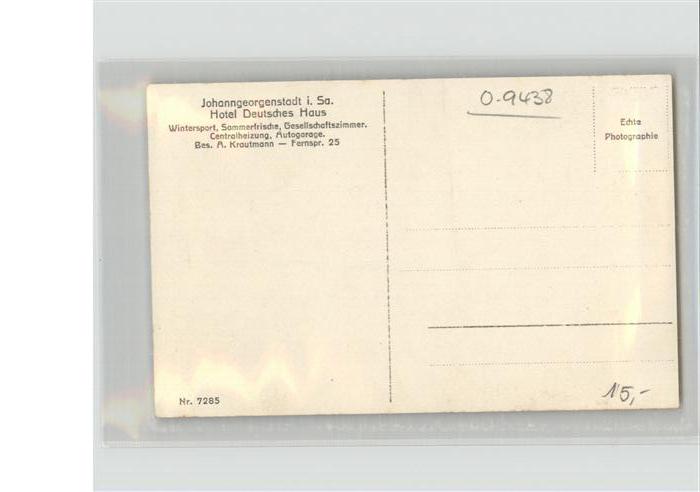 Johanngeorgenstadt i. Sa.
Hotel Deutsches Haus
Wintersport, Sommerfrische, Gesellschaftszimmer.
Centralheizung, Autogarage.
Bes. A. Krautmann — Fernspr. 25
O-9438
Echte
Photographie
Nr. 7285
15,-